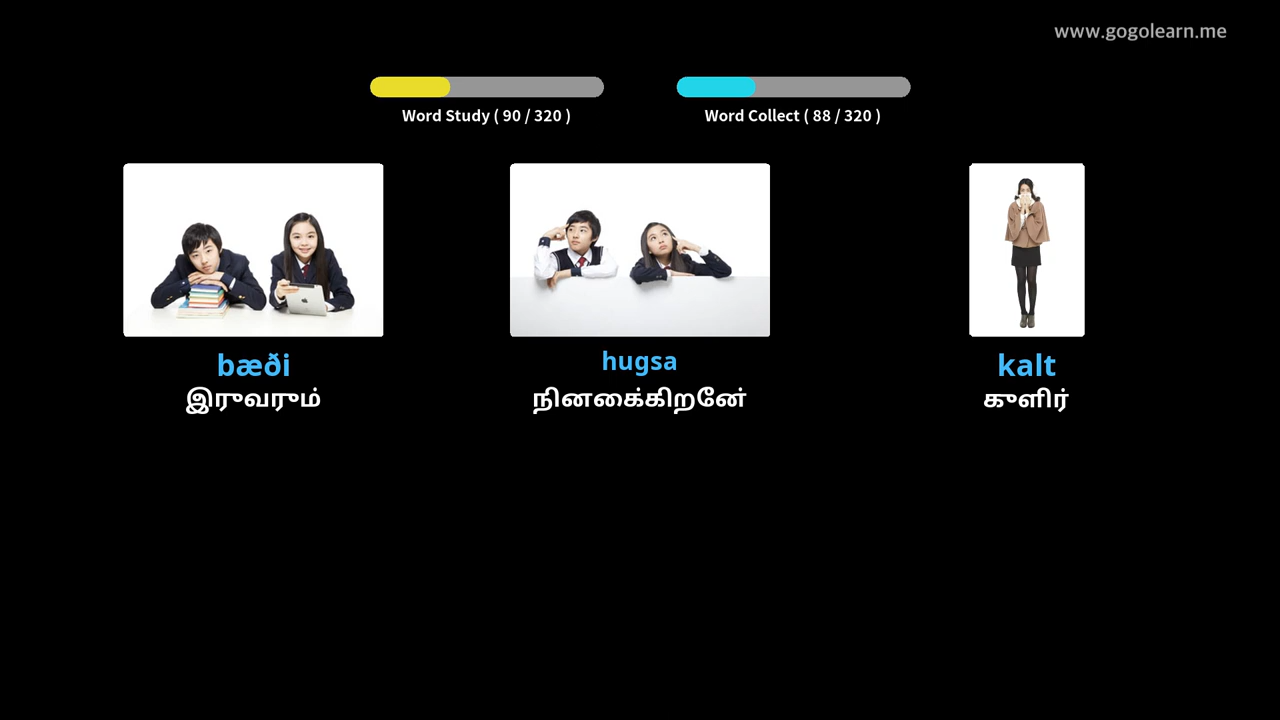 www.gogolearn.me
Word Study ( 90 / 320 )
Word Collect ( 88 / 320 )
bæði
hugsa
kalt
இருவரும்
நினைக்கிறேன்
குளிர்